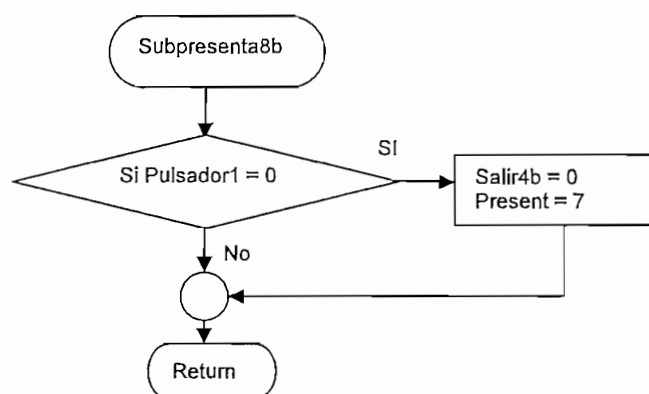 Subpresenta8b
SI
Si Pulsador1 = 0
Salir4b = 0
Present = 7
No
Return